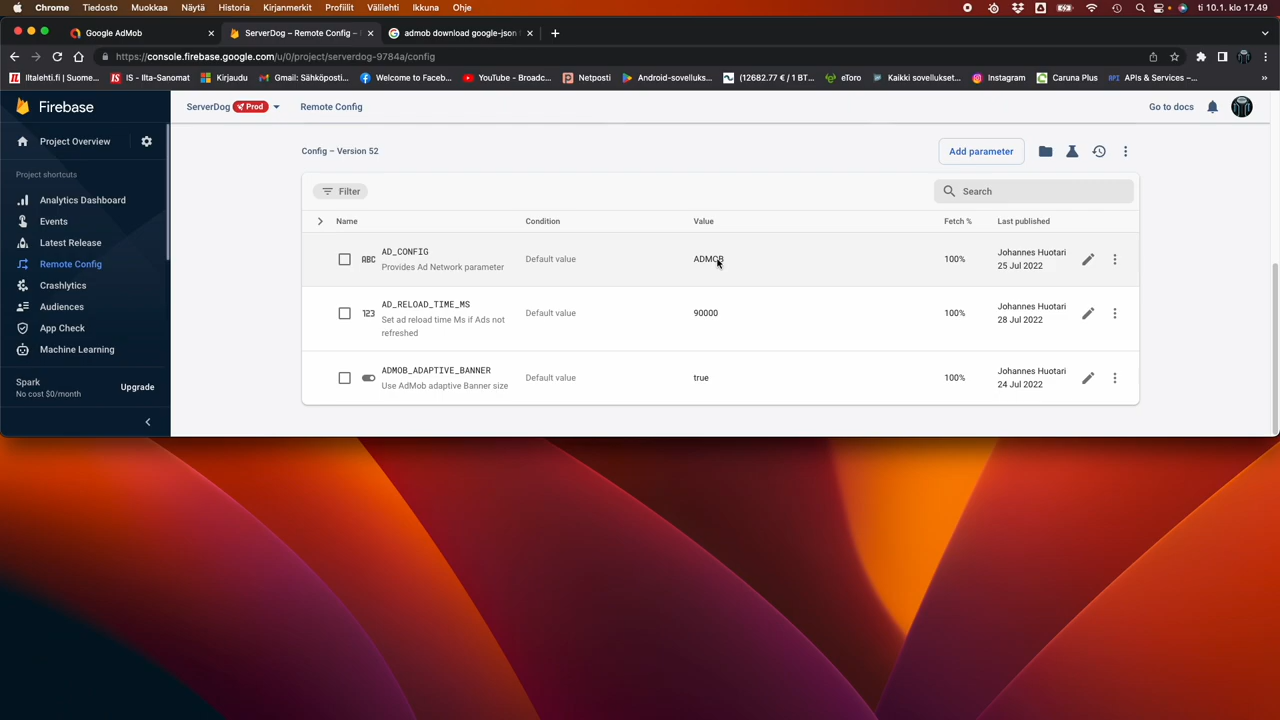 Chrome Tiedosto Muokkaa Näytä Historia Kirjanmerkit Profiilit Välilehti Ikkuna Ohje ti 10.1. klo 17.49
Google AdMob × ServerDog – Remote Config – × admob download google-json × +
https://console.firebase.google.com/u/0/project/serverdog-9784a/config
Iltalehti.fi | Suome... IS - Ilta-Sanomat Kirjaudu Gmail: Sähköposti... Welcome to Faceb... YouTube - Broadc... Netposti Android-sovelluks... (12682.77 € / 1 BT... eToro Kaikki sovellukset... Instagram Caruna Plus APIs & Services –... »
Firebase
ServerDog Prod Remote Config Go to docs
Project Overview
Project shortcuts
Analytics Dashboard
Events
Latest Release
Remote Config
Crashlytics
Audiences
App Check
Machine Learning
Spark
No cost $0/month
Upgrade
Config – Version 52 Add parameter
Filter Search
Name Condition Value Fetch % Last published
ABC AD_CONFIG
Provides Ad Network parameter
Default value ADMOB 100% Johannes Huotari
25 Jul 2022
123 AD_RELOAD_TIME_MS
Set ad reload time Ms if Ads not
refreshed
Default value 90000 100% Johannes Huotari
28 Jul 2022
ADMOB_ADAPTIVE_BANNER
Use AdMob adaptive Banner size
Default value true 100% Johannes Huotari
24 Jul 2022